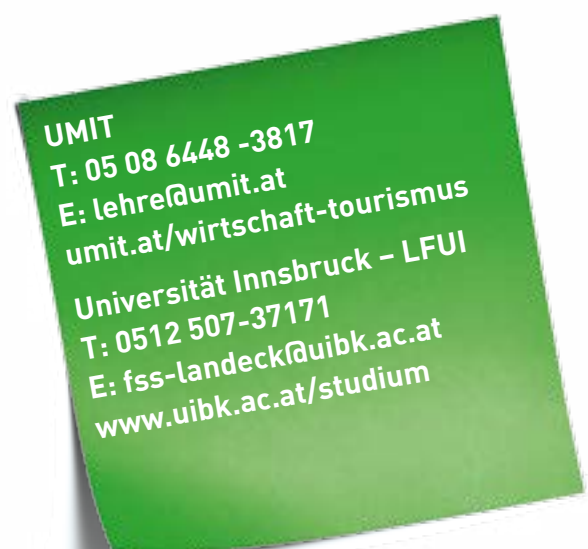 UMIT
T: 05 08 6448 -3817
E: lehre@umit.at
umit.at/wirtschaft-tourismus
Universität Innsbruck – LFUI
T: 0512 507-37171
E: fss-landeck@uibk.ac.at
www.uibk.ac.at/studium